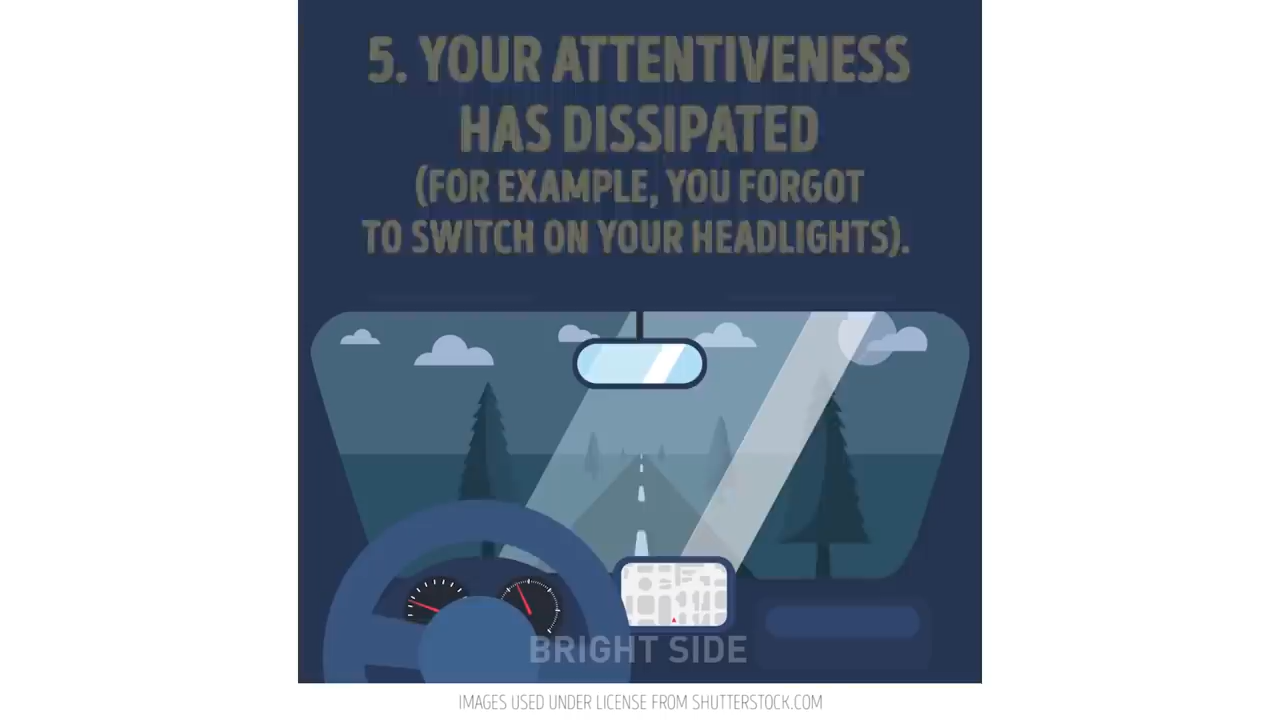 5. YOUR ATTENTIVENESS
HAS DISSIPATED
(FOR EXAMPLE, YOU FORGOT
TO SWITCH ON YOUR HEADLIGHTS).
BRIGHT SIDE
IMAGES USED UNDER LICENSE FROM SHUTTERSTOCK.COM